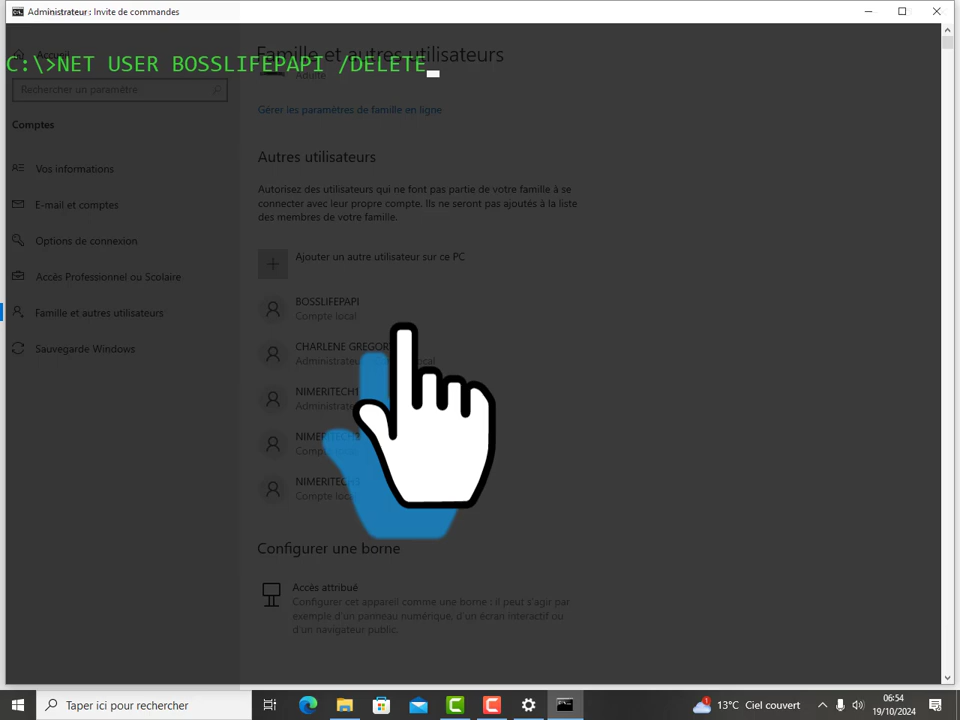 Administrateur : Invite de commandes
C:\>NET USER BOSSLIFEPAPI /DELETE
Accueil
Rechercher un paramètre
Comptes
Vos informations
E-mail et comptes
Options de connexion
Accès Professionnel ou Scolaire
Famille et autres utilisateurs
Sauvegarde Windows
Famille et autres utilisateurs
Adulte
Gérer les paramètres de famille en ligne
Autres utilisateurs
Autorisez des utilisateurs qui ne font pas partie de votre famille à se
connecter avec leur propre compte. Ils ne seront pas ajoutés à la liste
des membres de votre famille.
Ajouter un autre utilisateur sur ce PC
BOSSLIFEPAPI
Compte local
CHARLENE
NIMERITECH1
Compte
Configurer une borne
Accès attribué
Configurer cet appareil comme une borne : il peut s'agir par
exemple d'un panneau numérique, d'un écran interactif ou
d'un navigateur public.
Taper ici pour rechercher
1
13°C Ciel couvert
06:54
19/10/2024